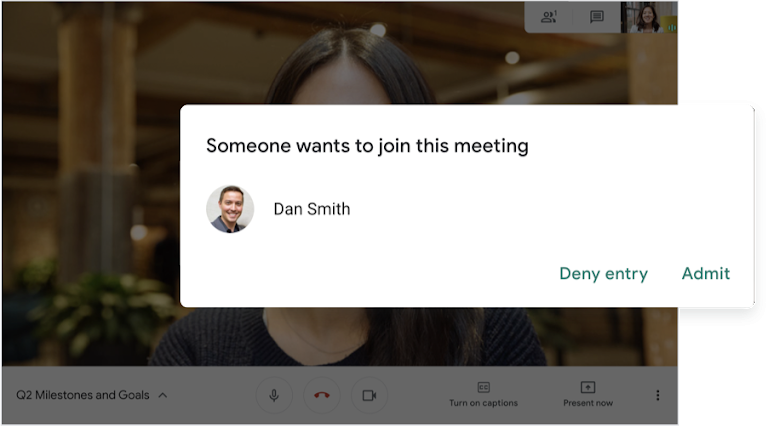 1
Someone wants to join this meeting
Dan Smith
Deny entry Admit
Q2 Milestones and Goals
CC
Turn on captions
Present now